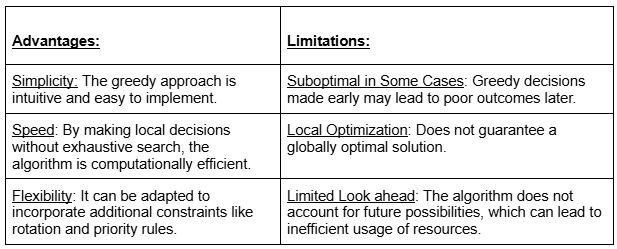 Advantages:
Limitations:
Simplicity: The greedy approach is
intuitive and easy to implement.
Suboptimal in Some Cases: Greedy decisions
made early may lead to poor outcomes later.
Speed: By making local decisions
without exhaustive search, the
algorithm is computationally efficient.
Local Optimization: Does not guarantee a
globally optimal solution.
Flexibility: It can be adapted to
incorporate additional constraints like
rotation and priority rules.
Limited Look ahead: The algorithm does not
account for future possibilities, which can lead to
inefficient usage of resources.